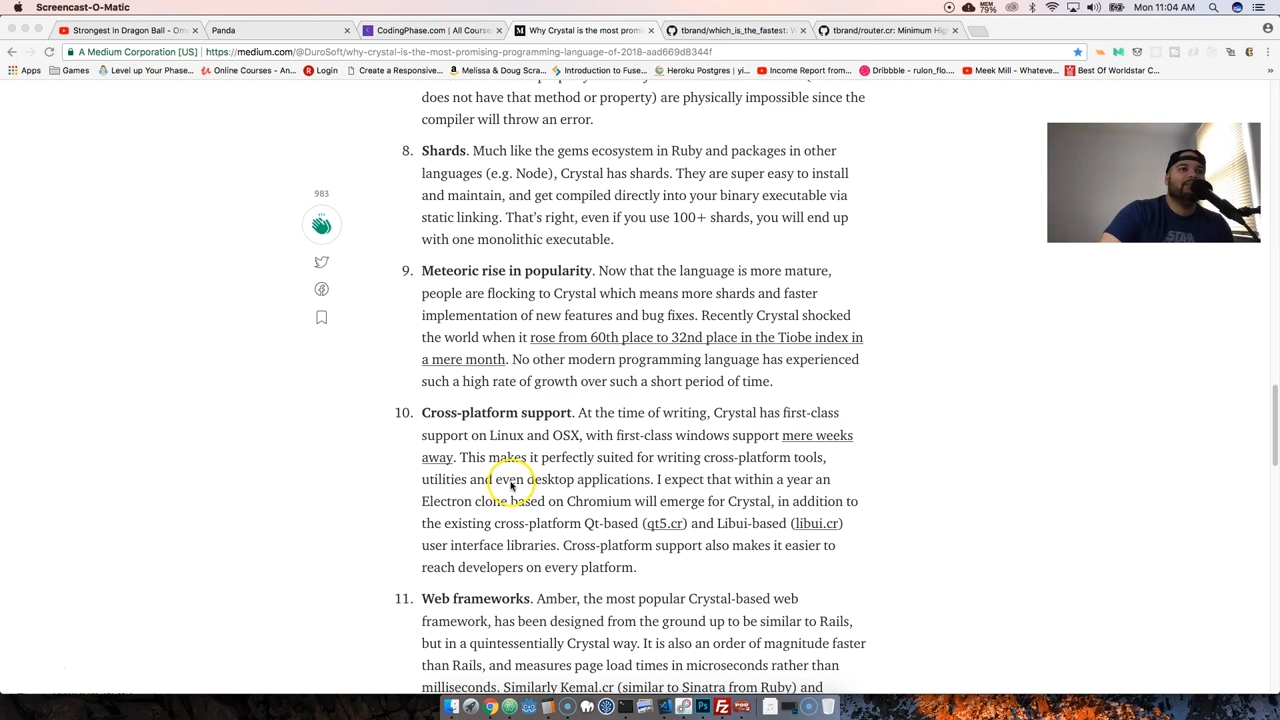 Screencast-O-Matic
MEM
79%
Mon 11:04 AM
Strongest In Dragon Ball - Om
Panda
CodingPhase.com | All Course
Why Crystal is the most promi
tbrand/which_is_the_fastest: W
tbrand/router.cr: Minimum Hig
A Medium Corporation [US]
https://medium.com/@DuroSoft/why-crystal-is-the-most-promising-programming-language-of-2018-aad669d8344f
Apps
Games
Level up your Phase
Online Courses - Eng
Login
Create a Responsive
Melissa & Doug Scra
Introduction to Fuse
Heroku Postgres | yi
Income Report from
Dribbble - rulon_flo
Meek Mill - Whateve
Best Of Worldstar C
does not have that method or property) are physically impossible since the
compiler will throw an error.
8. Shards. Much like the gems ecosystem in Ruby and packages in other
languages (e.g. Node), Crystal has shards. They are super easy to install
and maintain, and get compiled directly into your binary executable via
static linking. That's right, even if you use 100+ shards, you will end up
with one monolithic executable.
983
9. Meteoric rise in popularity. Now that the language is more mature,
people are flocking to Crystal which means more shards and faster
implementation of new features and bug fixes. Recently Crystal shocked
the world when it rose from 60th place to 32nd place in the Tiobe index in
a mere month. No other modern programming language has experienced
such a high rate of growth over such a short period of time.
10. Cross-platform support. At the time of writing, Crystal has first-class
support on Linux and OSX, with first-class windows support mere weeks
away. This makes it perfectly suited for writing cross-platform tools,
utilities and even desktop applications. I expect that within a year an
Electron clone based on Chromium will emerge for Crystal, in addition to
the existing cross-platform Qt-based (qt5.cr) and Libui-based (libui.cr)
user interface libraries. Cross-platform support also makes it easier to
reach developers on every platform.
11. Web frameworks. Amber, the most popular Crystal-based web
framework, has been designed from the ground up to be similar to Rails,
but in a quintessentially Crystal way. It is also an order of magnitude faster
than Rails, and measures page load times in microseconds rather than
milliseconds. Similarly Kemal.cr (similar to Sinatra from Ruby) and